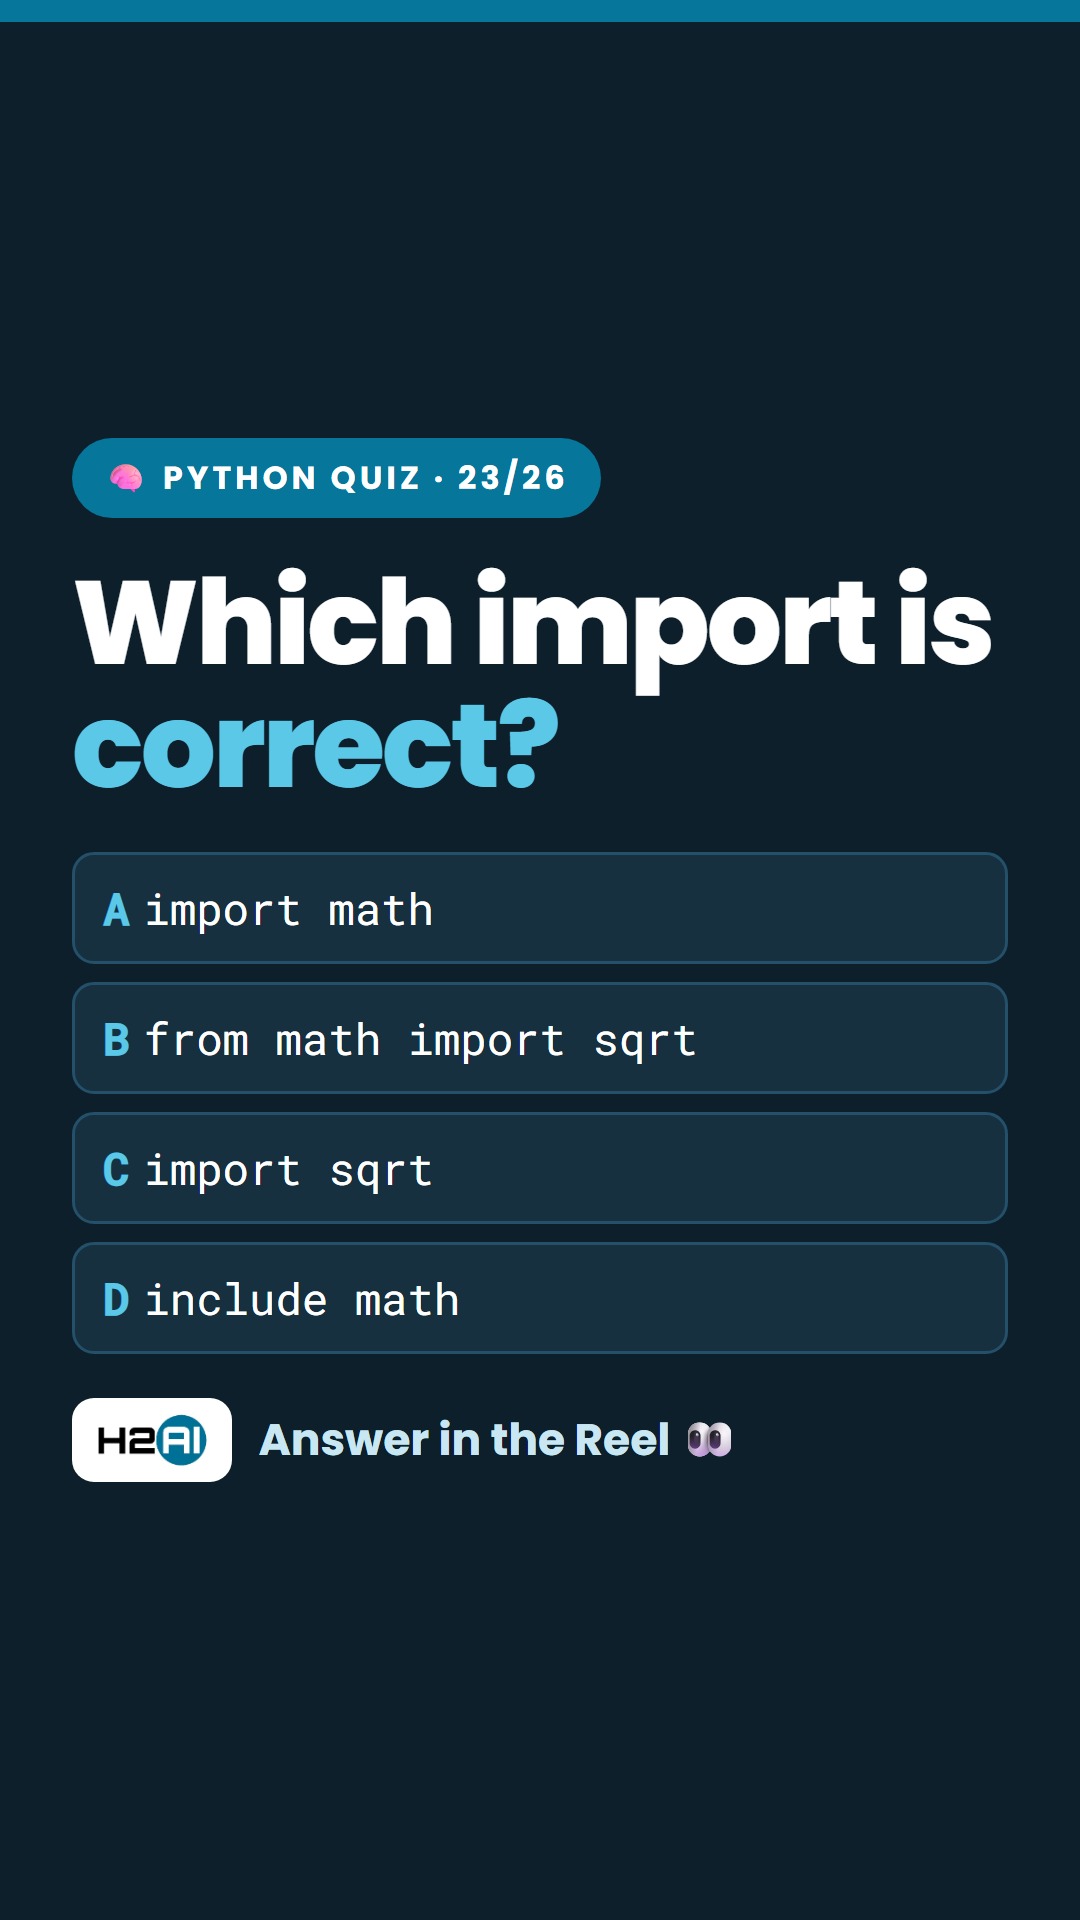 🧠 PYTHON QUIZ · 23/26
Which import is
correct?
A import math
B from math import sqrt
C import sqrt
D include math
H2AI Answer in the Reel 👀